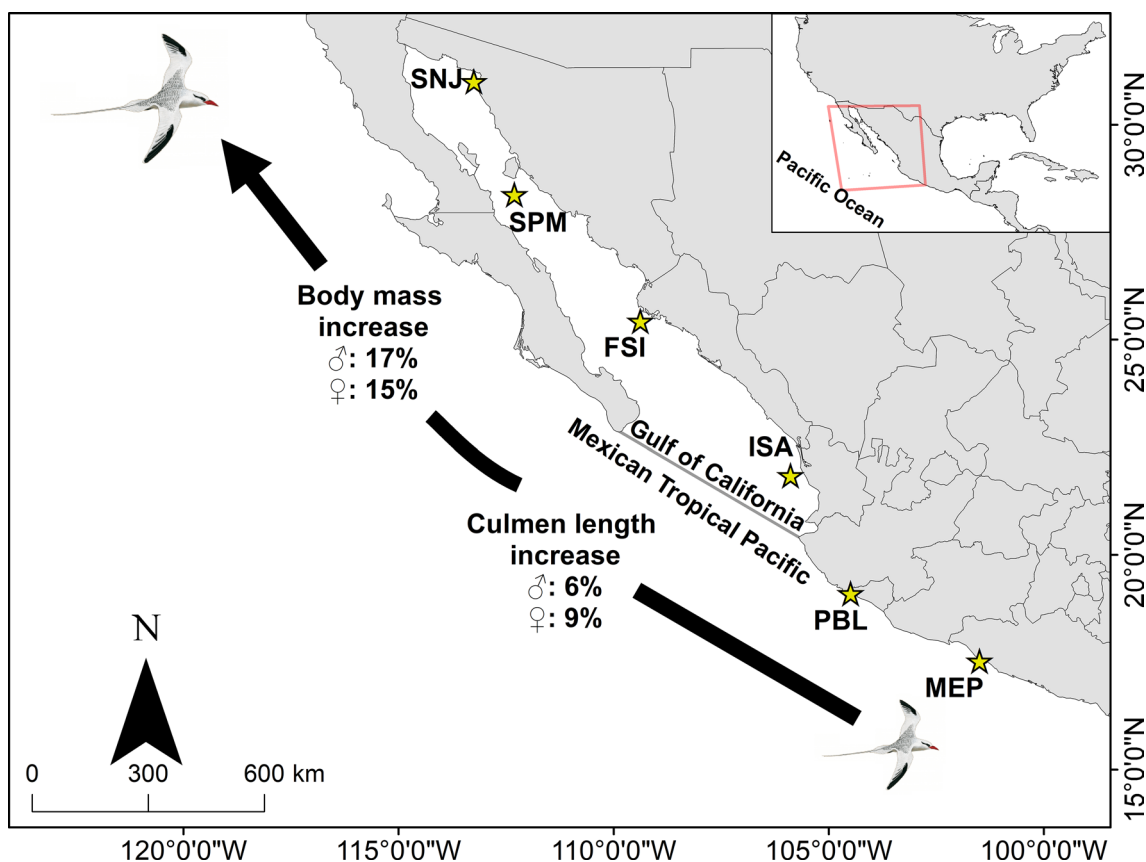 SNJ
SPM
FSI
ISA
PBL
MEP
Pacific Ocean
Body mass
increase
♂: 17%
♀: 15%
Gulf of California
Mexican Tropical Pacific
Culmen length
increase
♂: 6%
♀: 9%
N
0 300 600 km
120°0'0"W 115°0'0"W 110°0'0"W 105°0'0"W 100°0'0"W
30°0'0"N
25°0'0"N
20°0'0"N
15°0'0"N